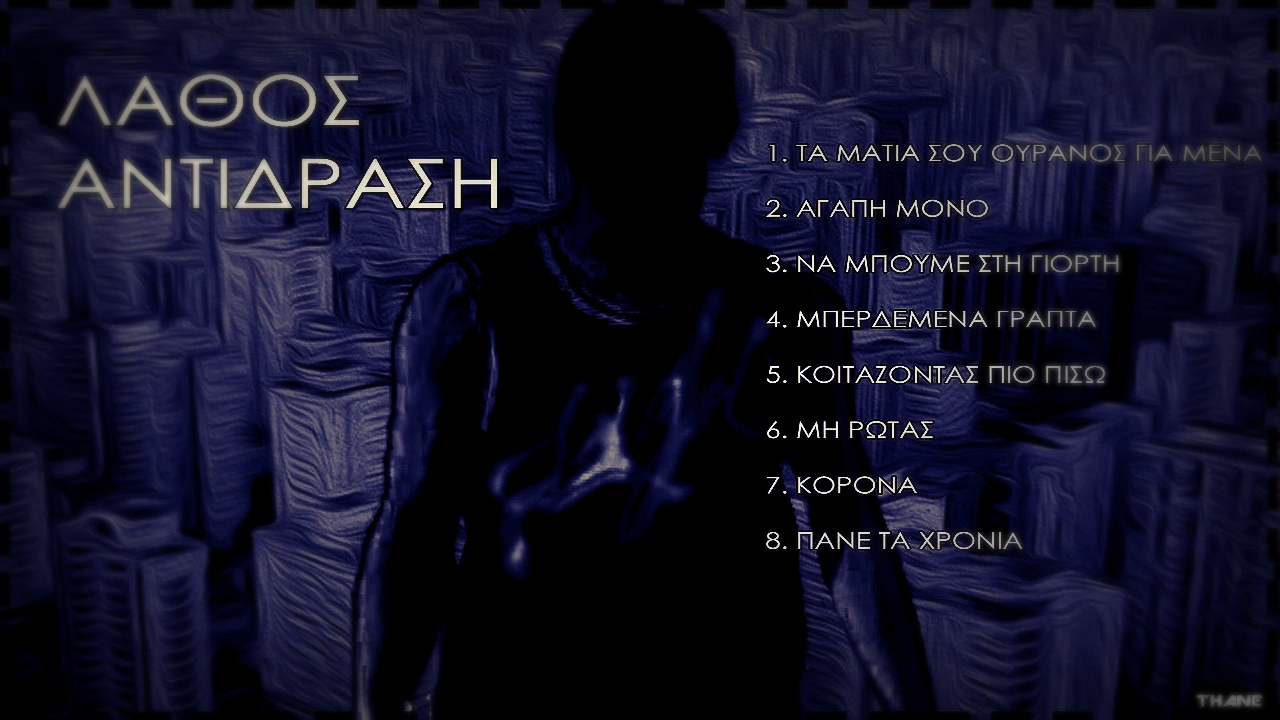 ΛΑΘΟΣ
ΑΝΤΙΔΡΑΣΗ
1. ΤΑ ΜΑΤΙΑ ΣΟΥ ΟΥΡΑΝΟΣ ΓΙΑ ΜΕΝΑ
2. ΑΓΑΠΗ ΜΟΝΟ
3. ΝΑ ΜΠΟΥΜΕ ΣΤΗ ΓΙΟΡΤΗ
4. ΜΠΕΡΔΕΜΕΝΑ ΓΡΑΠΤΑ
5. ΚΟΙΤΑΖΟΝΤΑΣ ΠΙΟ ΠΙΣΩ
6. ΜΗ ΡΩΤΑΣ
7. ΚΟΡΟΝΑ
8. ΠΑΝΕ ΤΑ ΧΡΟΝΙΑ
THANE